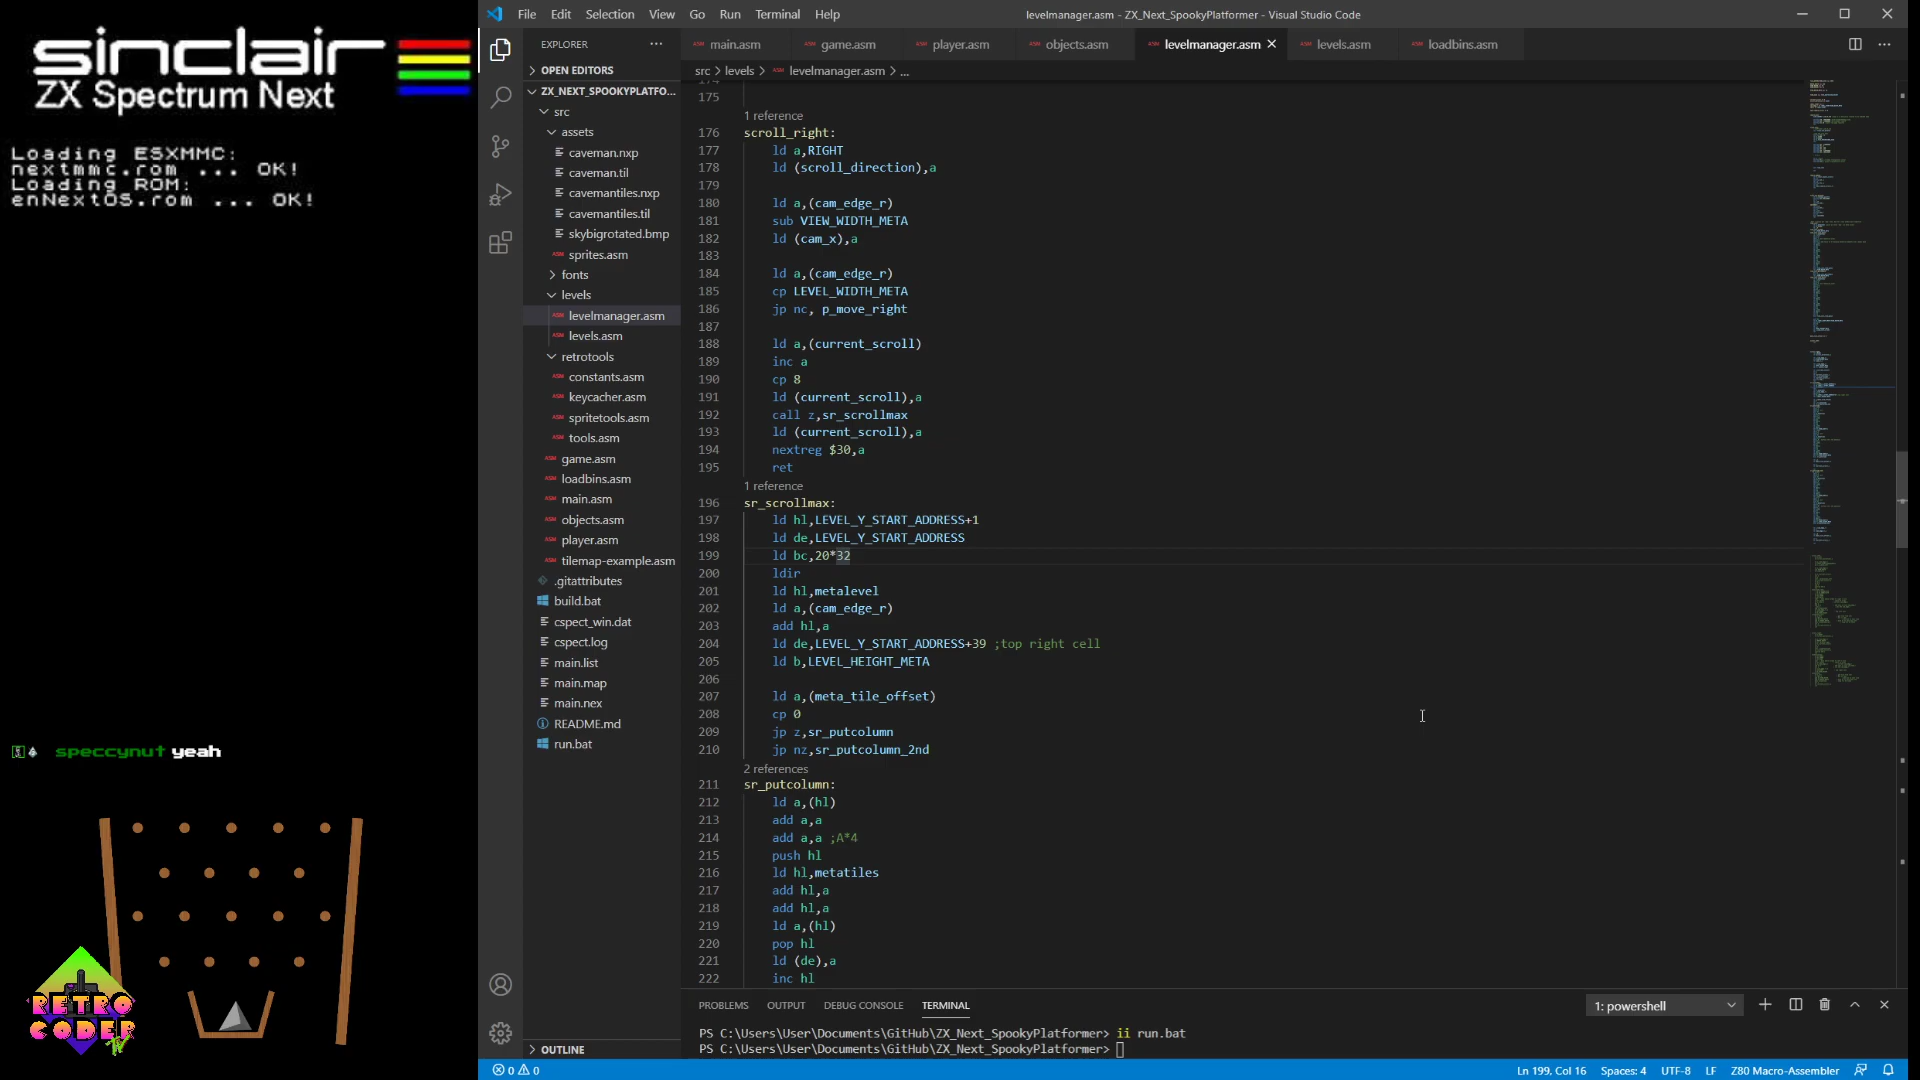 sinclair
ZX Spectrum Next
Loading ESXMMC:
nextmmc.rom ... OK!
Loading ROM:
enNextOS.rom ... OK!
speccynut yeah
RETRO
CODER
TV
File Edit Selection View Go Run Terminal Help
levelmanager.asm - ZX_Next_SpookyPlatformer - Visual Studio Code
EXPLORER
OPEN EDITORS
ZX_NEXT_SPOOKYPLATFO...
src
assets
caveman.nxp
caveman.til
cavemantiles.nxp
cavemantiles.til
skybigrotated.bmp
sprites.asm
fonts
levels
levelmanager.asm
levels.asm
retrotools
constants.asm
keycacher.asm
spritetools.asm
tools.asm
game.asm
loadbins.asm
main.asm
objects.asm
player.asm
tilemap-example.asm
.gitattributes
build.bat
cspect_win.dat
cspect.log
main.list
main.map
main.nex
README.md
run.bat
OUTLINE
main.asm game.asm player.asm objects.asm levelmanager.asm levels.asm loadbins.asm
src > levels > levelmanager.asm > ...
175
1 reference
176 scroll_right:
177 ld a,RIGHT
178 ld (scroll_direction),a
179
180 ld a,(cam_edge_r)
181 sub VIEW_WIDTH_META
182 ld (cam_x),a
183
184 ld a,(cam_edge_r)
185 cp LEVEL_WIDTH_META
186 jp nc, p_move_right
187
188 ld a,(current_scroll)
189 inc a
190 cp 8
191 ld (current_scroll),a
192 call z,sr_scrollmax
193 ld (current_scroll),a
194 nextreg $30,a
195 ret
1 reference
196 sr_scrollmax:
197 ld hl,LEVEL_Y_START_ADDRESS+1
198 ld de,LEVEL_Y_START_ADDRESS
199 ld bc,20*32
200 ldir
201 ld hl,metalevel
202 ld a,(cam_edge_r)
203 add hl,a
204 ld de,LEVEL_Y_START_ADDRESS+39 ;top right cell
205 ld b,LEVEL_HEIGHT_META
206
207 ld a,(meta_tile_offset)
208 cp 0
209 jp z,sr_putcolumn
210 jp nz,sr_putcolumn_2nd
2 references
211 sr_putcolumn:
212 ld a,(hl)
213 add a,a
214 add a,a ;A*4
215 push hl
216 ld hl,metatiles
217 add hl,a
218 add hl,a
219 ld a,(hl)
220 pop hl
221 ld (de),a
222 inc hl
PROBLEMS OUTPUT DEBUG CONSOLE TERMINAL
1: powershell
PS C:\Users\User\Documents\GitHub\ZX_Next_SpookyPlatformer> ii run.bat
PS C:\Users\User\Documents\GitHub\ZX_Next_SpookyPlatformer>
0 0
Ln 199, Col 16 Spaces: 4 UTF-8 LF Z80 Macro-Assembler